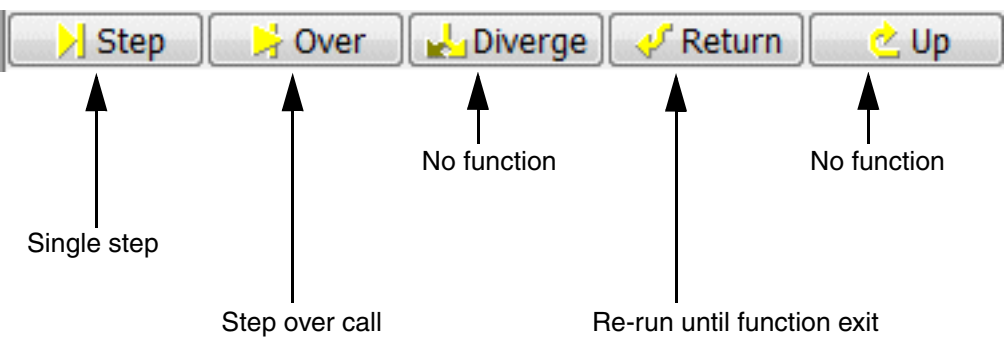 Step Over Diverge Return Up
No function No function
Single step
Step over call Re-run until function exit